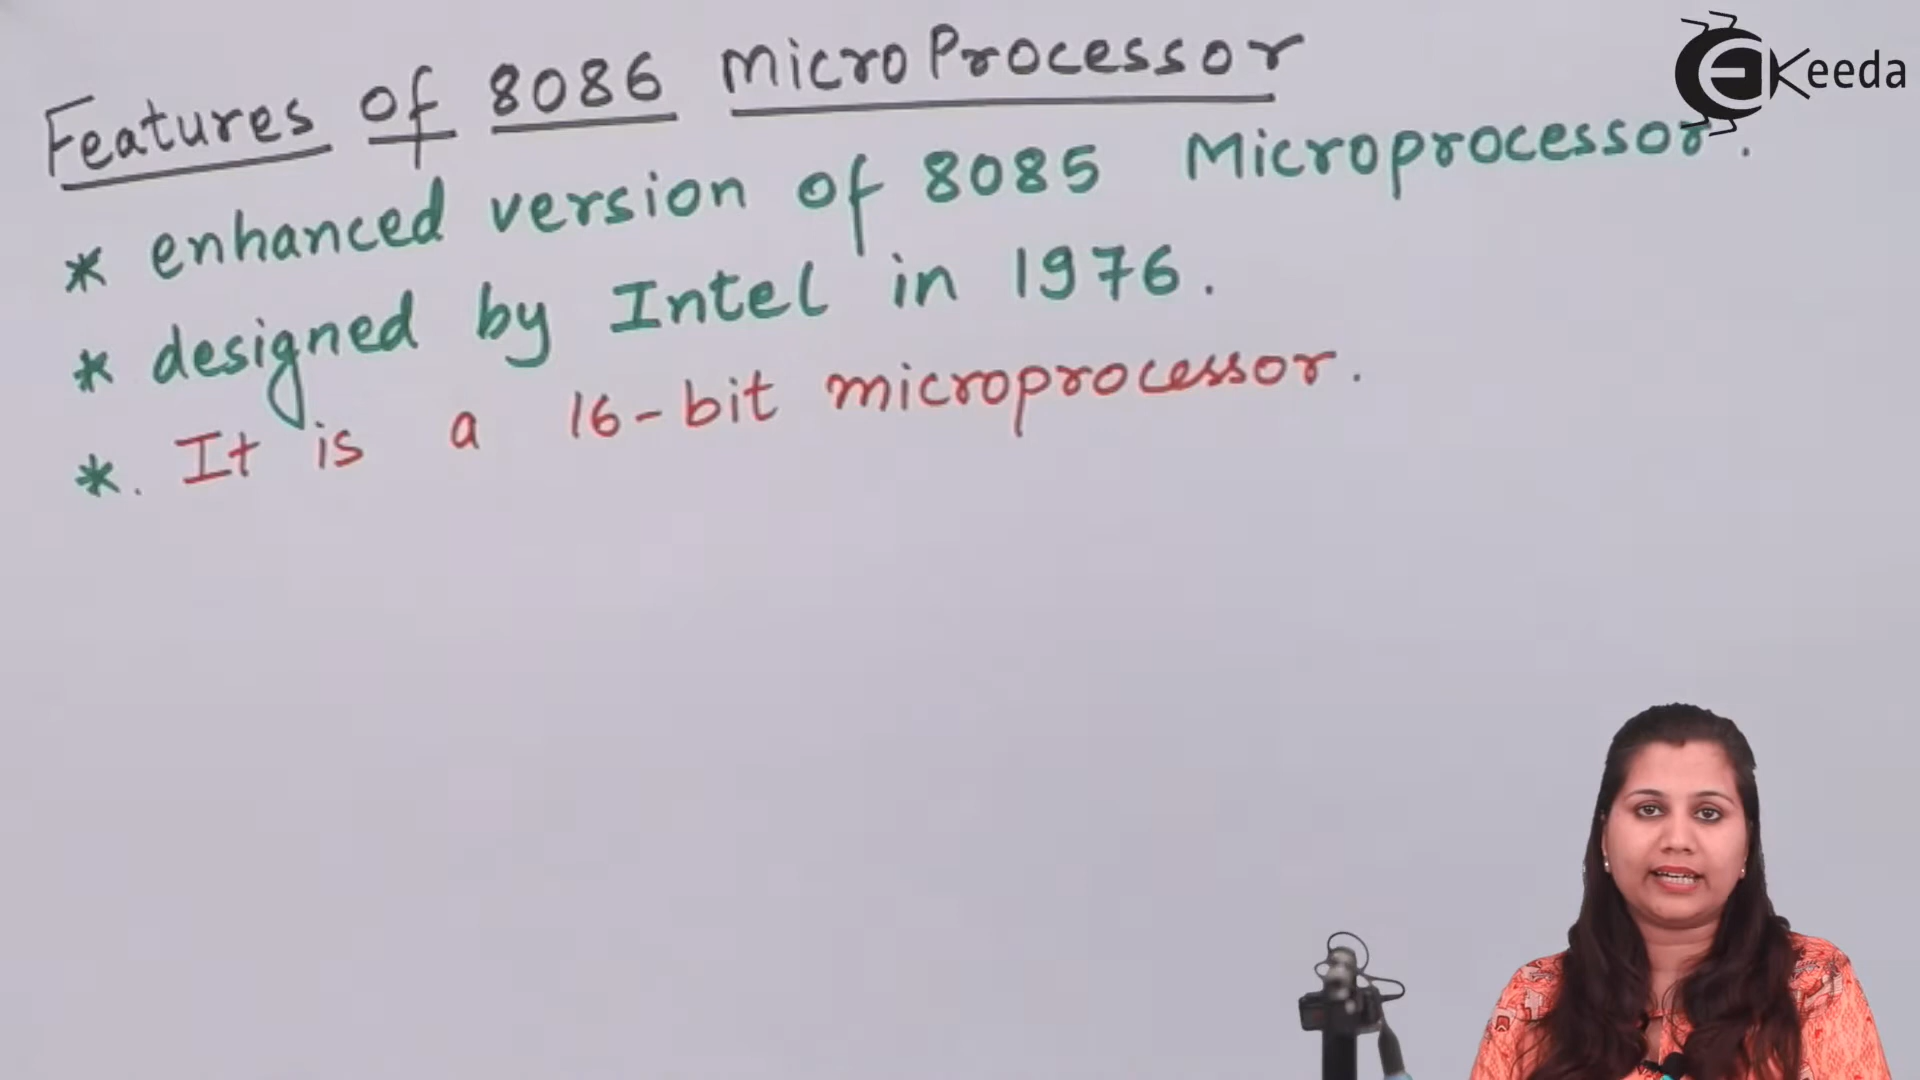 Features of 8086 MicroProcessor
* enhanced version of 8085 Microprocessor.
* designed by Intel in 1976.
*. It is a 16-bit microprocessor.
EKeeda